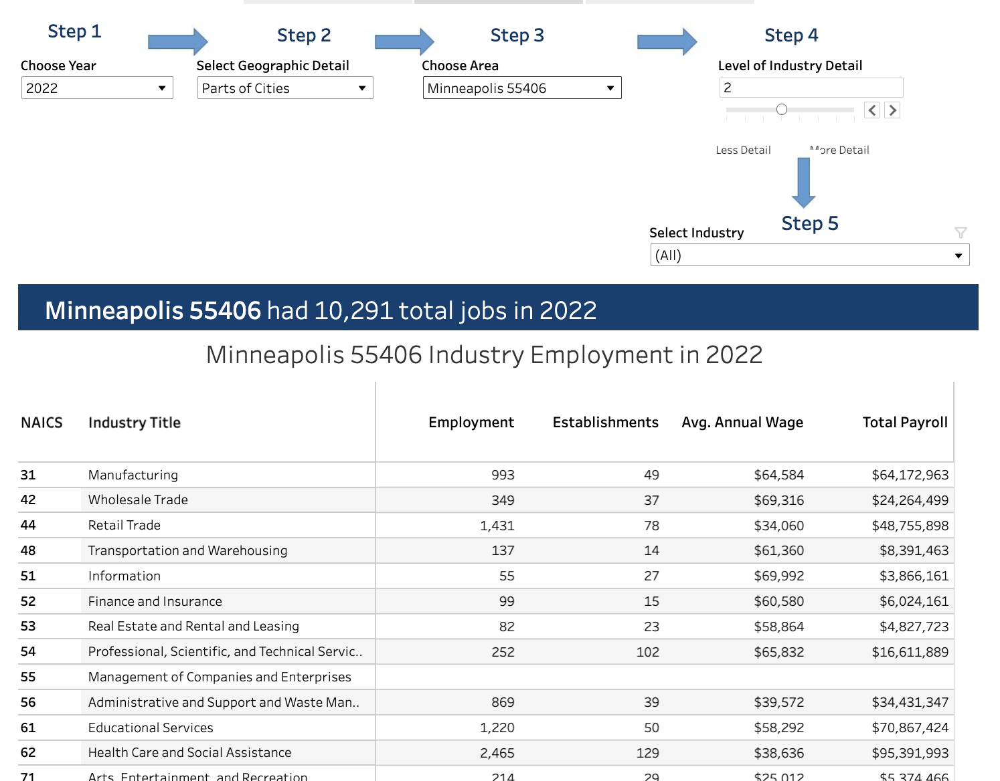 Step 1
Step 2
Step 3
Step 4
Choose Year
Select Geographic Detail
Choose Area
Level of Industry Detail
2022
Parts of Cities
Minneapolis 55406
2
Less Detail
More Detail
Step 5
Select Industry
(All)
Minneapolis 55406 had 10,291 total jobs in 2022
Minneapolis 55406 Industry Employment in 2022
NAICS Industry Title Employment Establishments Avg. Annual Wage Total Payroll
31 Manufacturing 993 49 $64,584 $64,172,963
42 Wholesale Trade 349 37 $69,316 $24,264,499
44 Retail Trade 1,431 78 $34,060 $48,755,898
48 Transportation and Warehousing 137 14 $61,360 $8,391,463
51 Information 55 27 $69,992 $3,866,161
52 Finance and Insurance 99 15 $60,580 $6,024,161
53 Real Estate and Rental and Leasing 82 23 $58,864 $4,827,723
54 Professional, Scientific, and Technical Servic.. 252 102 $65,832 $16,611,889
55 Management of Companies and Enterprises
56 Administrative and Support and Waste Man.. 869 39 $39,572 $34,431,347
61 Educational Services 1,220 50 $58,292 $70,867,424
62 Health Care and Social Assistance 2,465 129 $38,636 $95,391,993
71 Arts, Entertainment, and Recreation 214 29 $25,012 $5,374,466